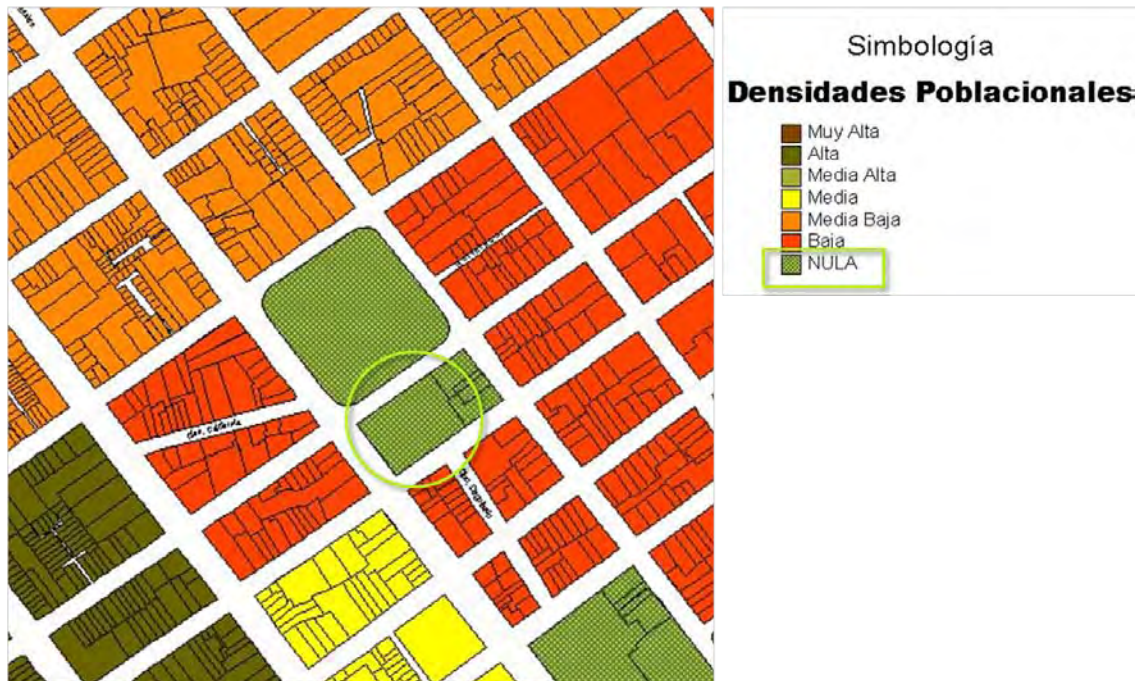 Simbología
Densidades Poblacionales
Muy Alta
Alta
Media Alta
Media
Media Baja
Baja
NULA